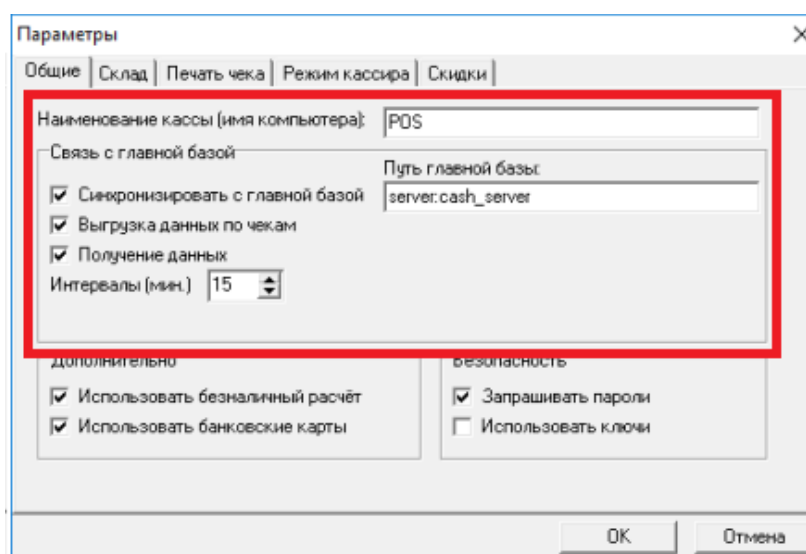 Параметры
Общие Склад Печать чека Режим кассира Скидки
Наименование кассы (имя компьютера): POS
Связь с главной базой
Путь главной базы:
Синхронизировать с главной базой server:cash_server
Выгрузка данных по чекам
Получение данных
Интервалы (мин.) 15
Дополнительно Безопасность
Использовать безналичный расчёт Запрашивать пароли
Использовать банковские карты Использовать ключи
OK Отмена